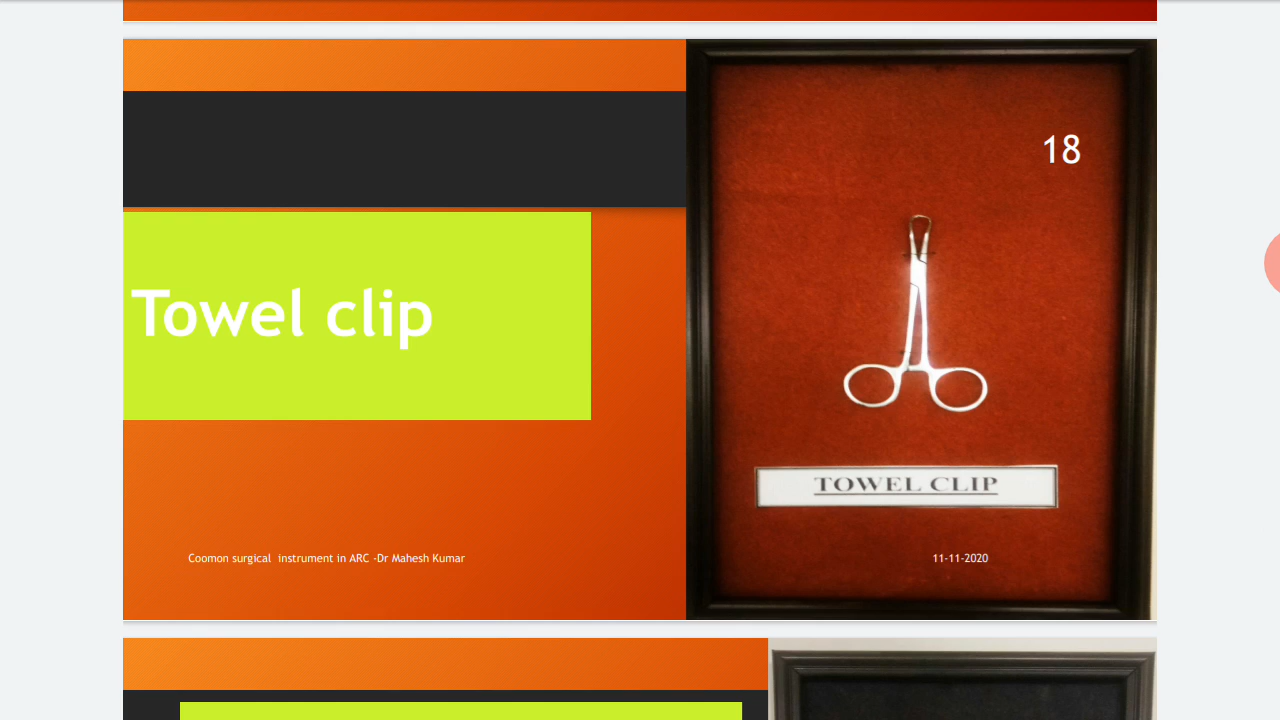 18
Towel clip
TOWEL CLIP
Coomon surgical  instrument in ARC -Dr Mahesh Kumar
11-11-2020